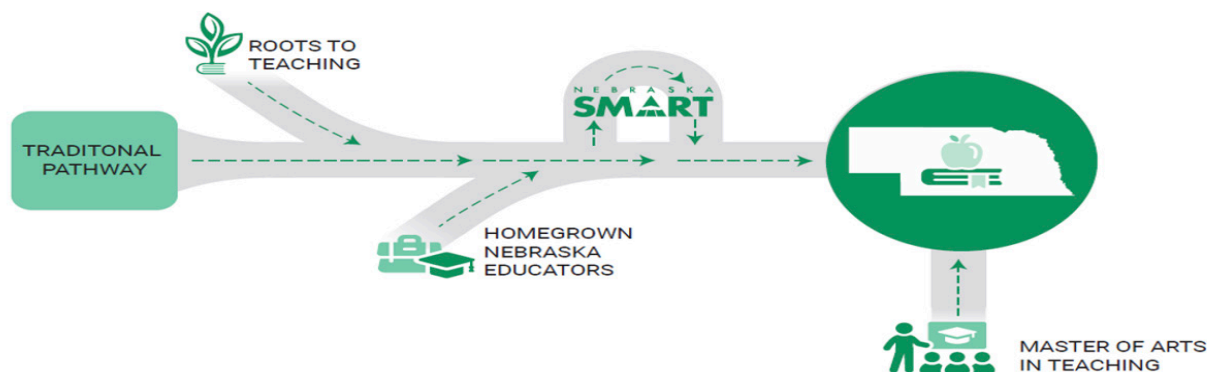 ROOTS TO
TEACHING
NEBRASKA
SMART
TRADITONAL
PATHWAY
HOMEGROWN
NEBRASKA
EDUCATORS
MASTER OF ARTS
IN TEACHING